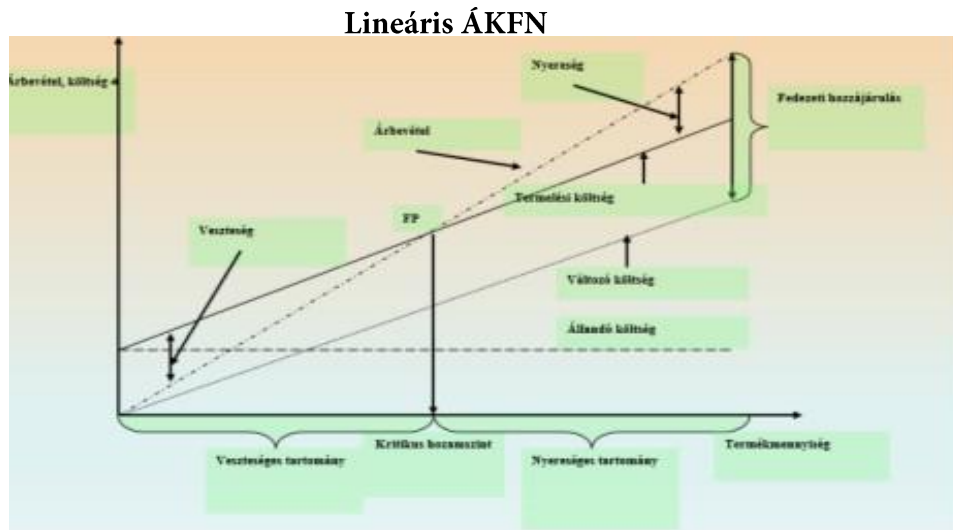 Lineáris ÁKFN
Árbevétel, költség
Nyereség
Fedezeti hozzájárulás
Árbevétel
Termelési költség
FP
Veszteség
Változó költség
Állandó költség
Kritikus hozamszint
Termékmennyiség
Veszteséges tartomány
Nyereséges tartomány